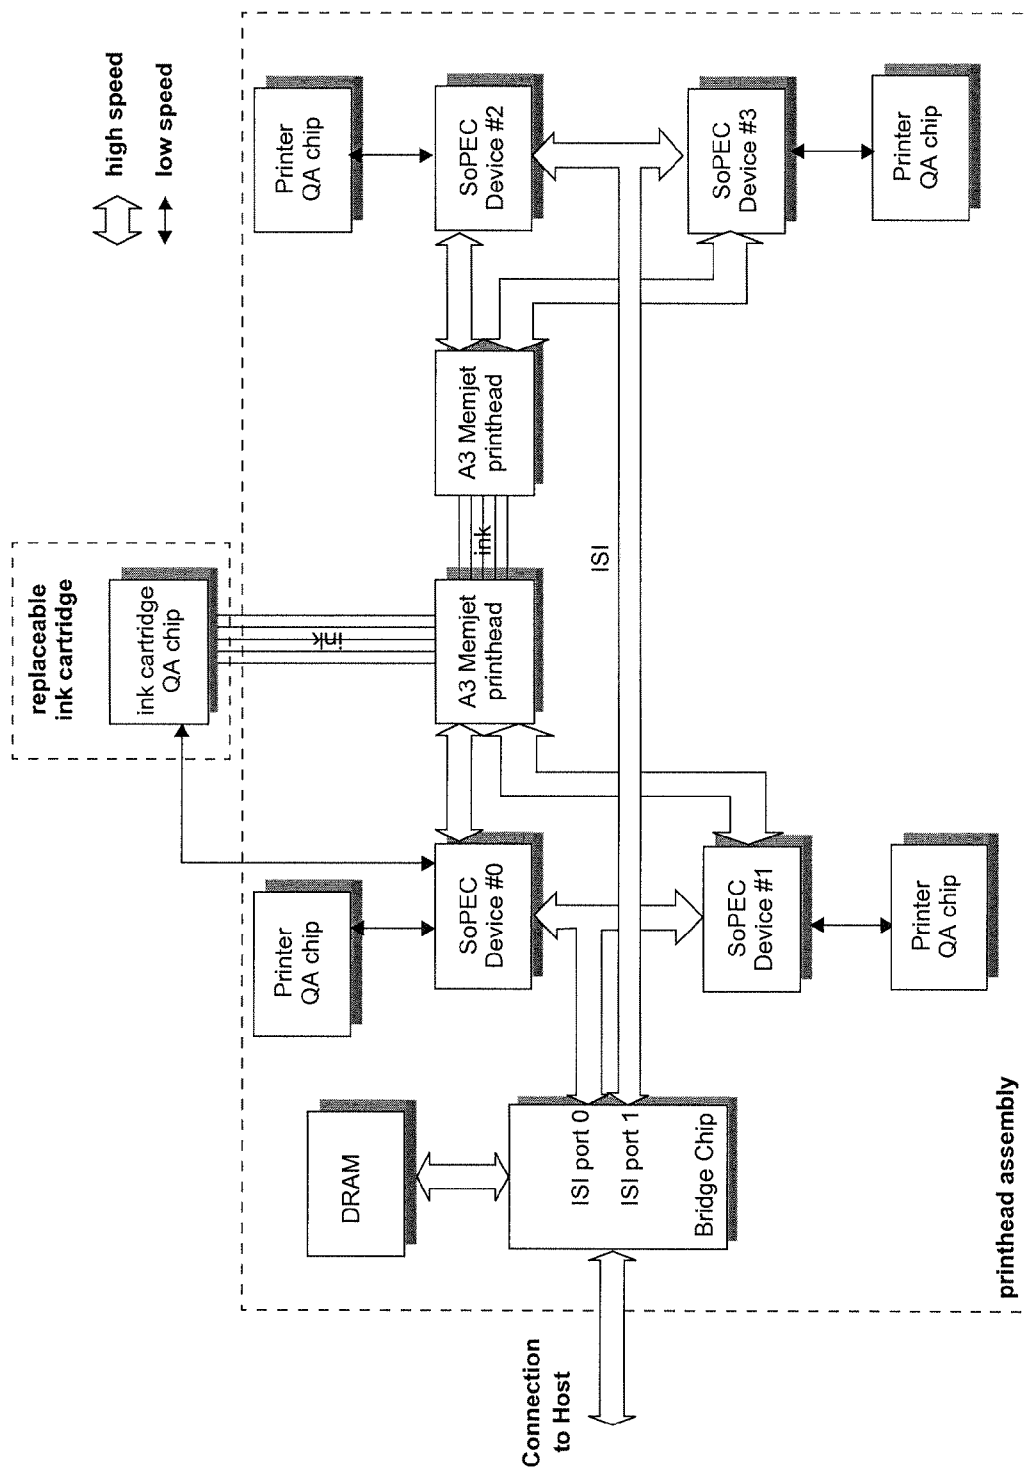 high speed
low speed
replaceable
ink cartridge
ink cartridge
QA chip
ink
Printer
QA chip
Printer
QA chip
DRAM
SoPEC
Device #0
A3 Memjet
printhead
ink
A3 Memjet
printhead
SoPEC
Device #2
Connection
to Host
ISI port 0
ISI port 1
Bridge Chip
ISI
SoPEC
Device #1
SoPEC
Device #3
Printer
QA chip
Printer
QA chip
printhead assembly